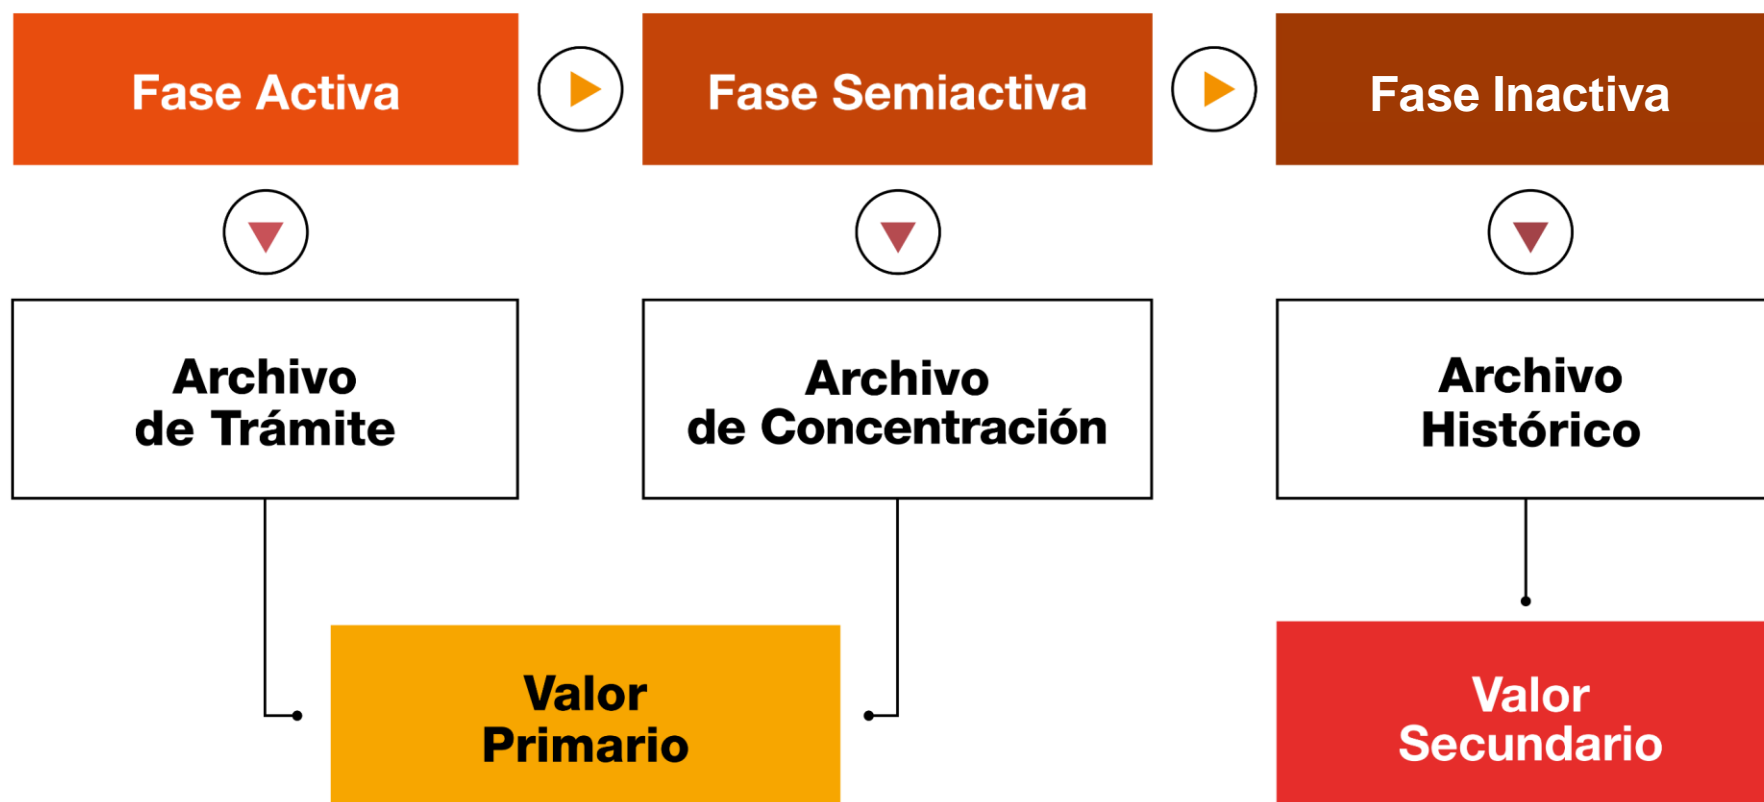 Fase Activa
Fase Semiactiva
Fase Inactiva
Archivo
de Trámite
Archivo
de Concentración
Archivo
Histórico
Valor
Primario
Valor
Secundario